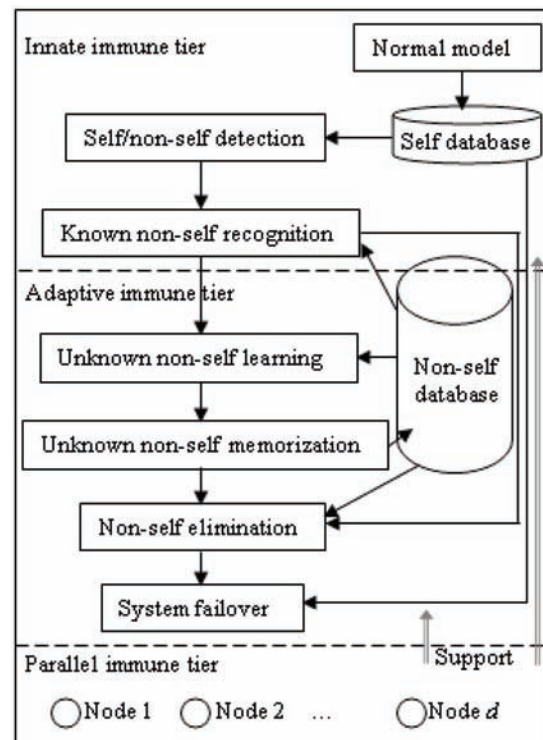 Innate immune tier
Normal model
Self/non-self detection
Self database
Known non-self recognition
Adaptive immune tier
Unknown non-self learning
Non-self
database
Unknown non-self memorization
Non-self elimination
System failover
Support
Parallel immune tier
Node 1
Node 2
...
Node d